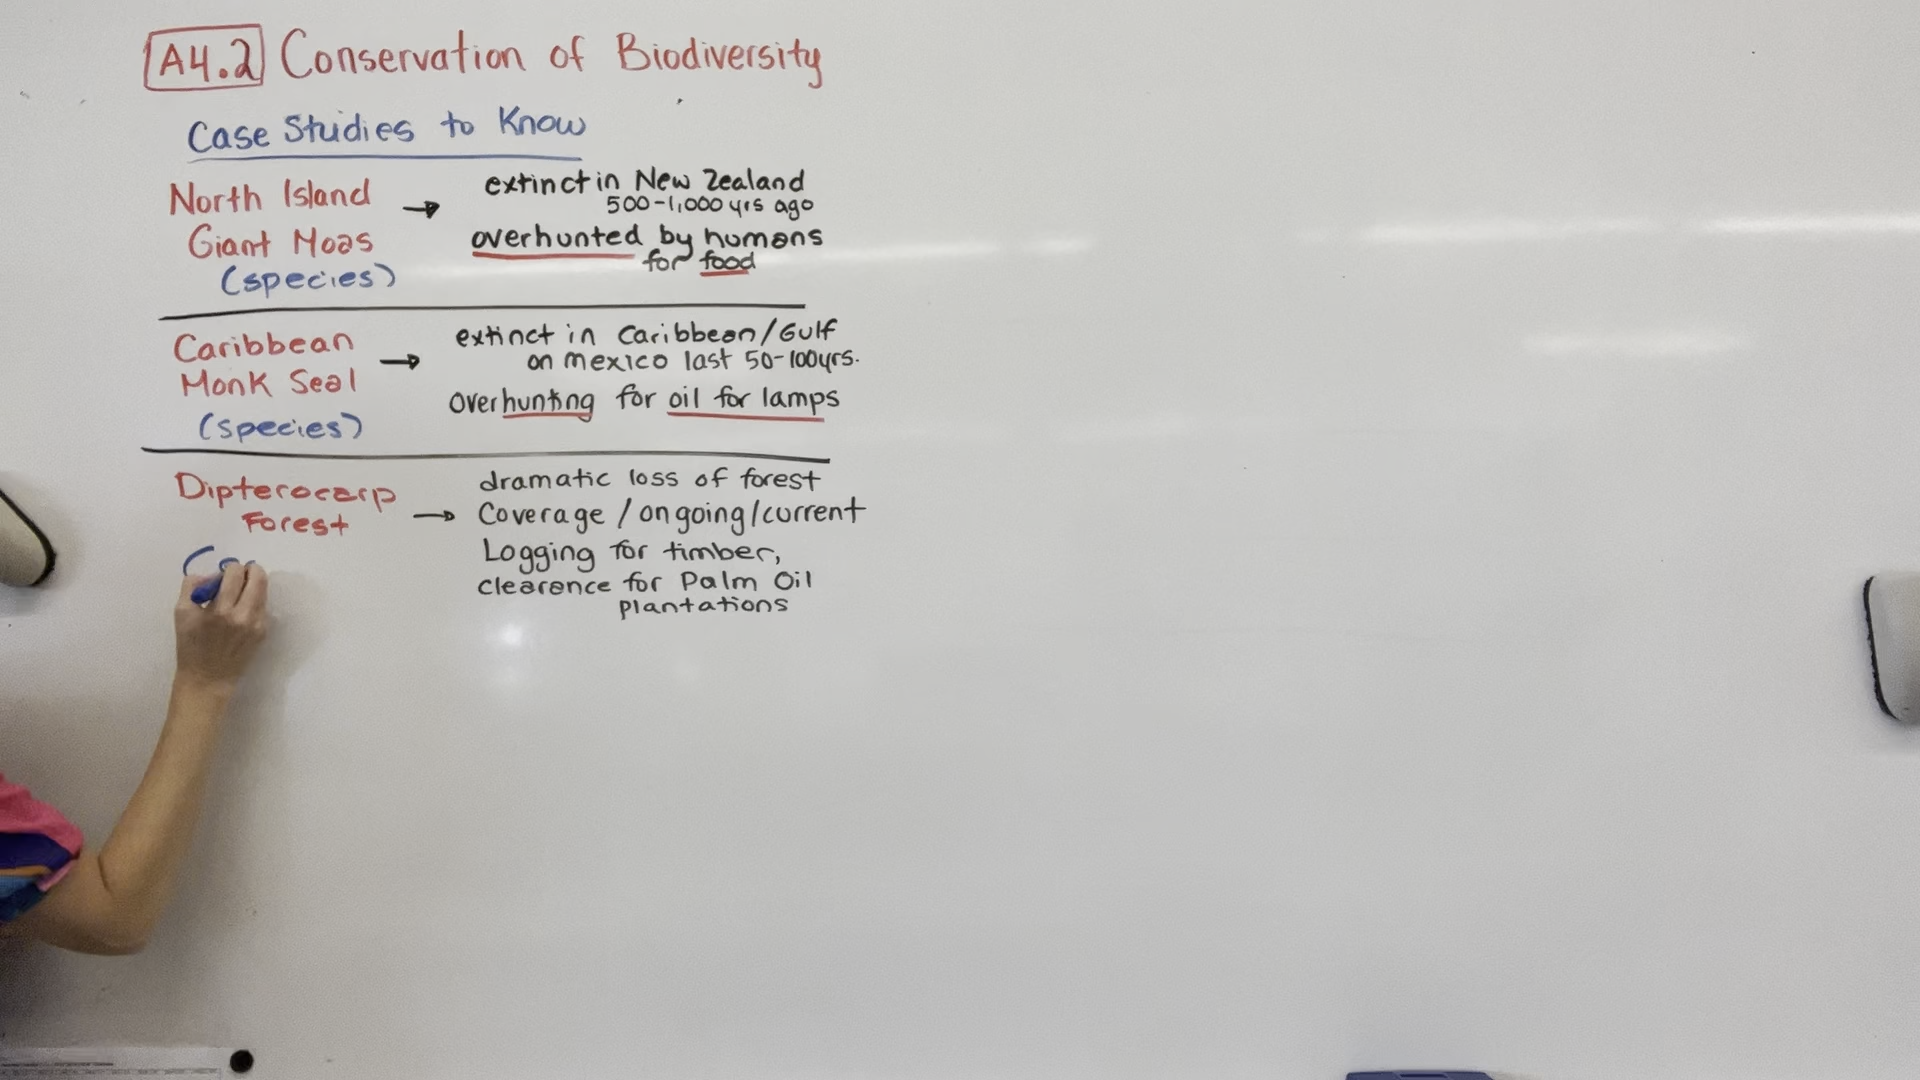 A4.2 Conservation of Biodiversity
Case Studies to Know
North Island
Giant Moas
(species)
→ extinct in New Zealand
500-1,000 yrs ago
overhunted by humans
for food
Caribbean
Monk Seal
(species)
→ extinct in Caribbean/Gulf
on mexico last 50-100yrs.
overhunting for oil for lamps
Dipterocarp
Forest
→ dramatic loss of forest
Coverage / ongoing/current
Logging for timber,
clearance for Palm Oil
plantations